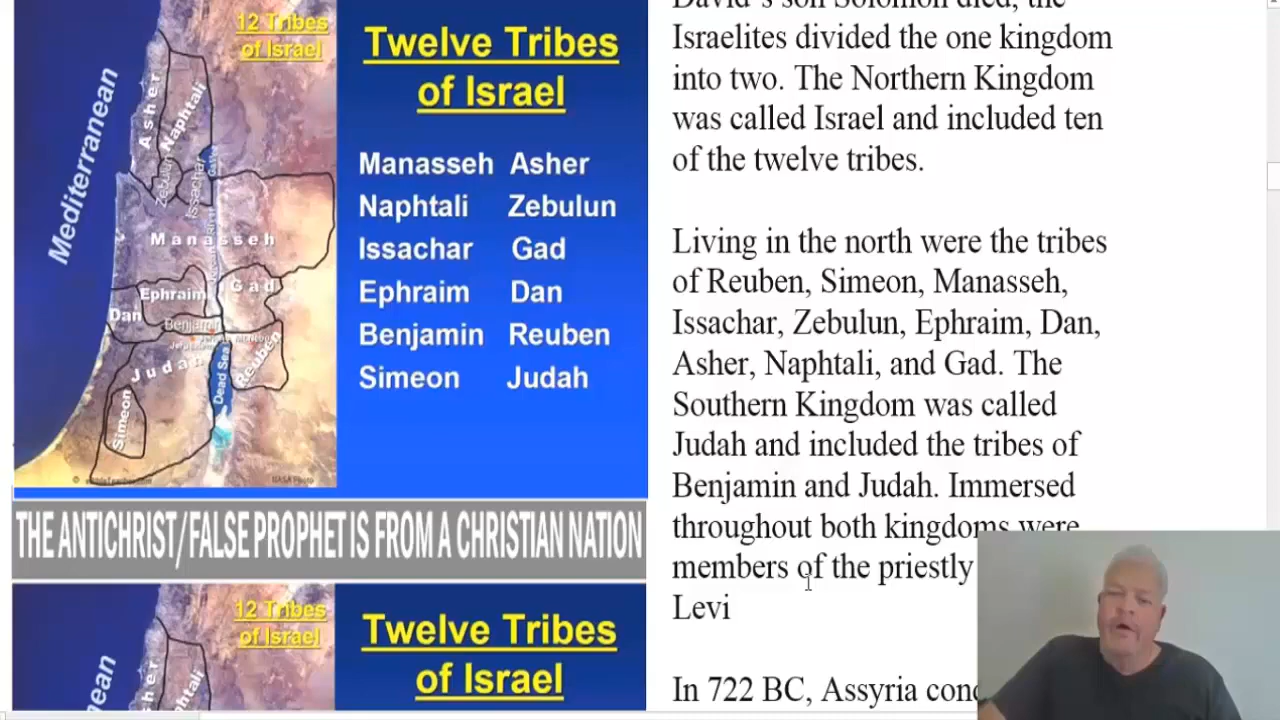 12 Tribes
of Israel
Mediterranean
Asher
Naphtali
Issachar
Manasseh
Ephraim
Gad
Dan
Benjamin
Judah
Reuben
Dead Sea
Simeon
Twelve Tribes
of Israel
Manasseh Asher
Naphtali Zebulun
Issachar Gad
Ephraim Dan
Benjamin Reuben
Simeon Judah
THE ANTICHRIST/FALSE PROPHET IS FROM A CHRISTIAN NATION
12 Tribes
of Israel
Twelve Tribes
of Israel
David's son Solomon died, the
Israelites divided the one kingdom
into two. The Northern Kingdom
was called Israel and included ten
of the twelve tribes.
Living in the north were the tribes
of Reuben, Simeon, Manasseh,
Issachar, Zebulun, Ephraim, Dan,
Asher, Naphtali, and Gad. The
Southern Kingdom was called
Judah and included the tribes of
Benjamin and Judah. Immersed
throughout both kingdoms were
members of the priestly
Levi
In 722 BC, Assyria